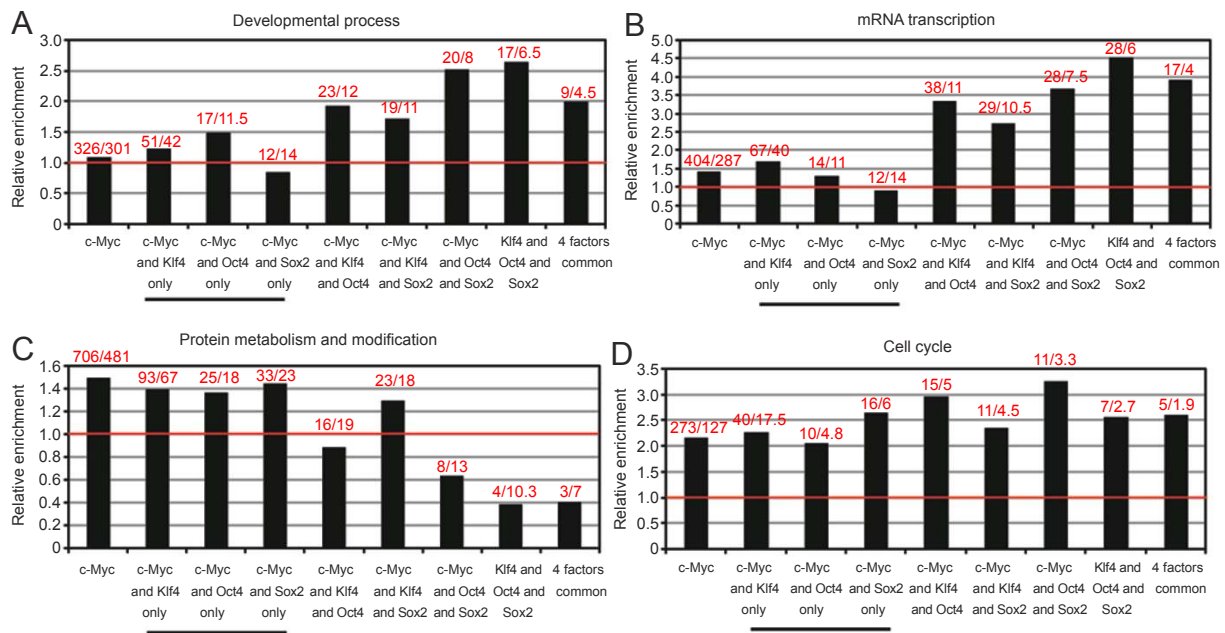 A
Developmental process
Relative enrichment
3.0
2.5
2.0
1.5
1.0
0.5
0
326/301
51/42
17/11.5
12/14
23/12
19/11
20/8
17/6.5
9/4.5
c-Myc
c-Myc and Klf4 only
c-Myc and Oct4 only
c-Myc and Sox2 only
c-Myc and Klf4 and Oct4
c-Myc and Klf4 and Sox2
c-Myc and Oct4 and Sox2
Klf4 and Oct4 and Sox2
4 factors common
B
mRNA transcription
Relative enrichment
5.0
4.5
4.0
3.5
3.0
2.5
2.0
1.5
1.0
0.5
0
404/287
67/40
14/11
12/14
38/11
29/10.5
28/7.5
28/6
17/4
c-Myc
c-Myc and Klf4 only
c-Myc and Oct4 only
c-Myc and Sox2 only
c-Myc and Klf4 and Oct4
c-Myc and Klf4 and Sox2
c-Myc and Oct4 and Sox2
Klf4 and Oct4 and Sox2
4 factors common
C
Protein metabolism and modification
Relative enrichment
1.6
1.4
1.2
1.0
0.8
0.6
0.4
0.2
0
706/481
93/67
25/18
33/23
16/19
23/18
8/13
4/10.3
3/7
c-Myc
c-Myc and Klf4 only
c-Myc and Oct4 only
c-Myc and Sox2 only
c-Myc and Klf4 and Oct4
c-Myc and Klf4 and Sox2
c-Myc and Oct4 and Sox2
Klf4 and Oct4 and Sox2
4 factors common
D
Cell cycle
Relative enrichment
3.5
3.0
2.5
2.0
1.5
1.0
0.5
0
273/127
40/17.5
10/4.8
16/6
15/5
11/4.5
11/3.3
7/2.7
5/1.9
c-Myc
c-Myc and Klf4 only
c-Myc and Oct4 only
c-Myc and Sox2 only
c-Myc and Klf4 and Oct4
c-Myc and Klf4 and Sox2
c-Myc and Oct4 and Sox2
Klf4 and Oct4 and Sox2
4 factors common